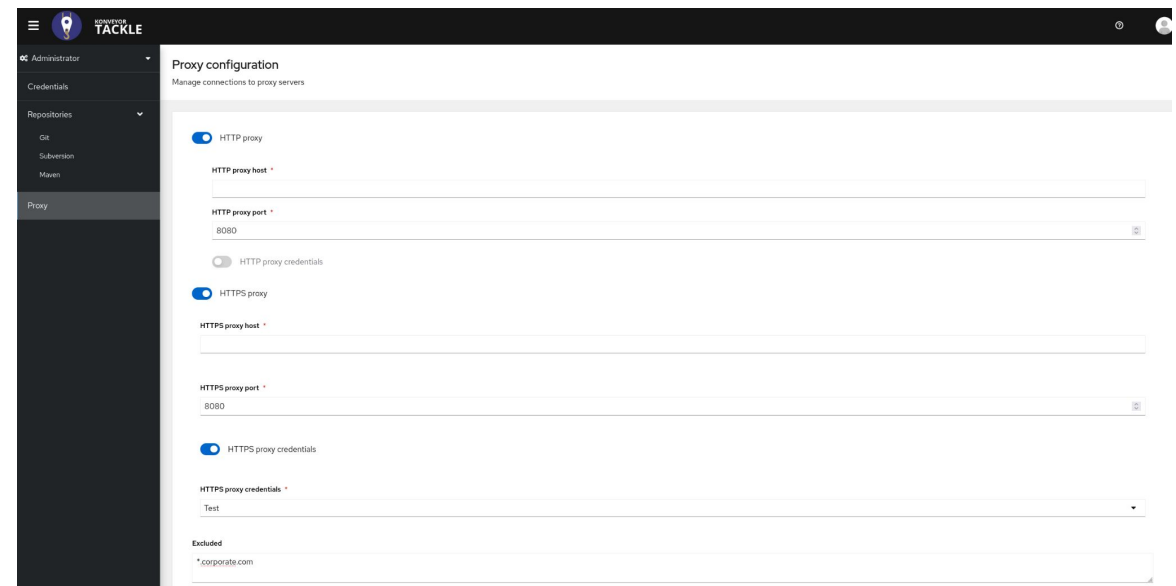 KONVEYOR
TACKLE
Administrator
Credentials
Repositories
Git
Subversion
Maven
Proxy
Proxy configuration
Manage connections to proxy servers
HTTP proxy
HTTP proxy host *
HTTP proxy port *
8080
HTTP proxy credentials
HTTPS proxy
HTTPS proxy host *
HTTPS proxy port *
8080
HTTPS proxy credentials
HTTPS proxy credentials *
Test
Excluded
*.corporate.com